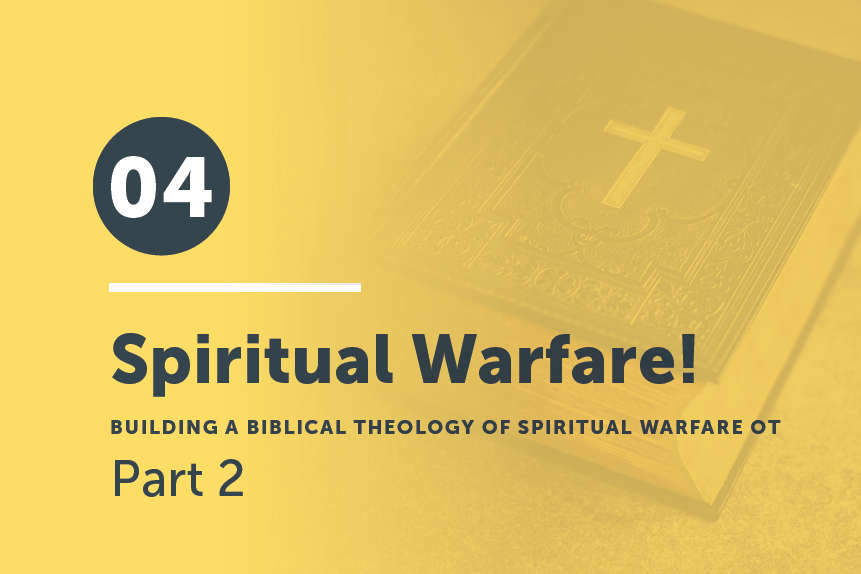 04
Spiritual Warfare!
BUILDING A BIBLICAL THEOLOGY OF SPIRITUAL WARFARE OT
Part 2